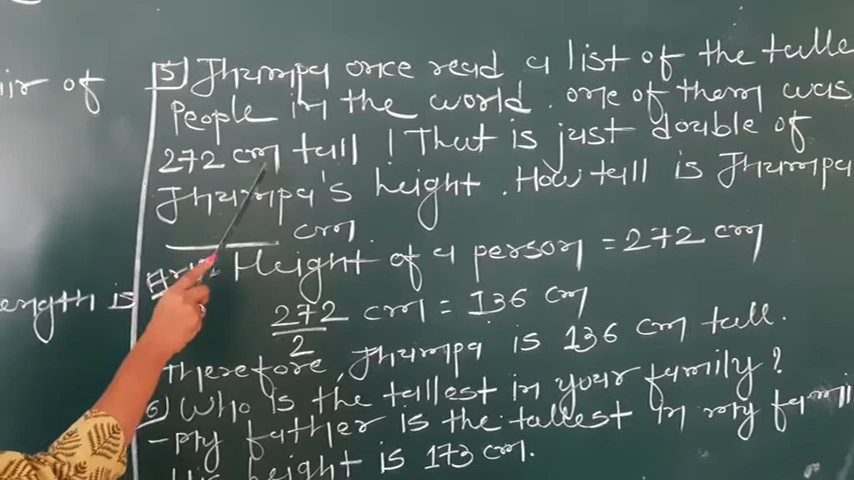 ir of
5) Jhumpa once read a list of the talle
People in the world. one of them was
272 cm tall! That is just double of
Jhumpa's height. How tall is Jhumpa
cm.
Height of a person = 272 cm
ength is
272/2 cm = 136 cm
Therefore, Jhumpa is 136 cm tall.
6) Who is the tallest in your family?
- My father is the tallest in my famil
His height is 173 cm.